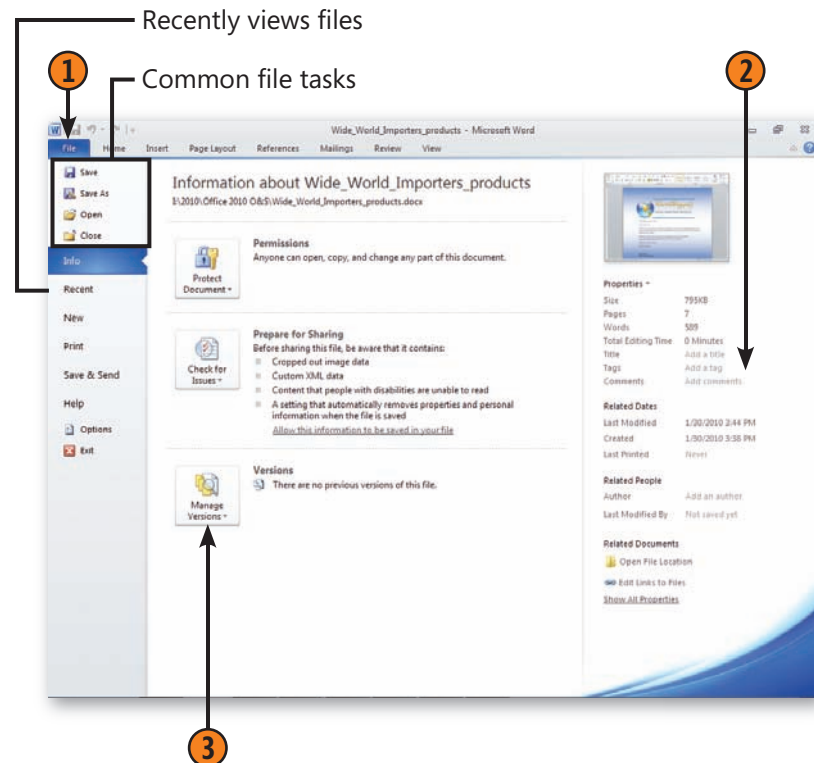 Recently views files
Common file tasks
1
2
Wide_World_Importers_products - Microsoft Word
File Home Insert Page Layout References Mailings Review View
Save
Save As
Open
Close
Info
Recent
New
Print
Save & Send
Help
Options
Exit
Information about Wide_World_Importers_products
I:\2010\Office 2010 O&S\Wide_World_Importers_products.docx
Protect
Document
Permissions
Anyone can open, copy, and change any part of this document.
Check for
Issues
Prepare for Sharing
Before sharing this file, be aware that it contains:
Cropped out image data
Custom XML data
Content that people with disabilities are unable to read
A setting that automatically removes properties and personal
information when the file is saved
Allow this information to be saved in your file
Manage
Versions
Versions
There are no previous versions of this file.
Properties
Size 795KB
Pages 7
Words 589
Total Editing Time 0 Minutes
Title Add a title
Tags Add a tag
Comments Add comments
Related Dates
Last Modified 1/20/2010 2:44 PM
Created 1/30/2010 3:38 PM
Last Printed Never
Related People
Author Add an author
Last Modified By Not saved yet
Related Documents
Open File Location
Edit Links to Files
Show All Properties
3